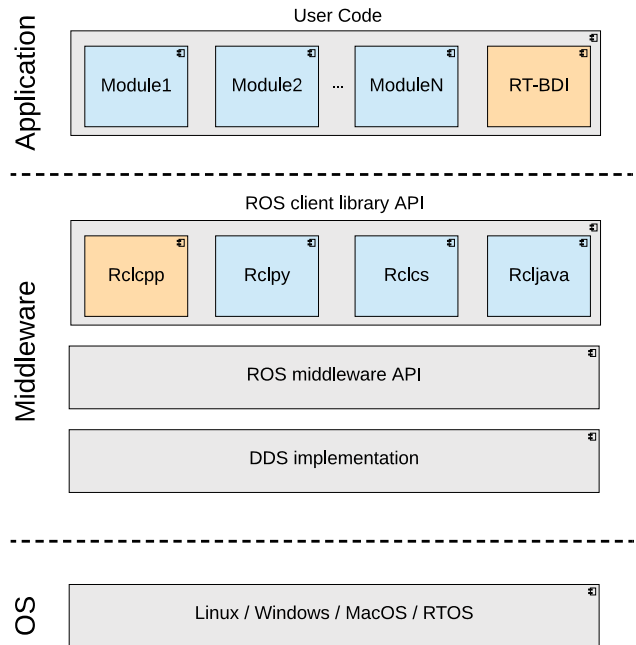 User Code
Application
Module1 Module2 ... ModuleN RT-BDI
ROS client library API
Middleware
Rclcpp Rclpy Rclcs Rcljava
ROS middleware API
DDS implementation
OS
Linux / Windows / MacOS / RTOS